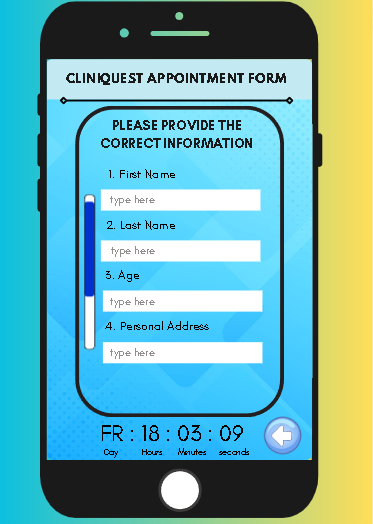 CLINIQUEST APPOINTMENT FORM
PLEASE PROVIDE THE
CORRECT INFORMATION
1. First Name
type here
2. Last Name
type here
3. Age
type here
4. Personal Address
type here
FR : 18 : 03 : 09
Day Hours Minutes seconds